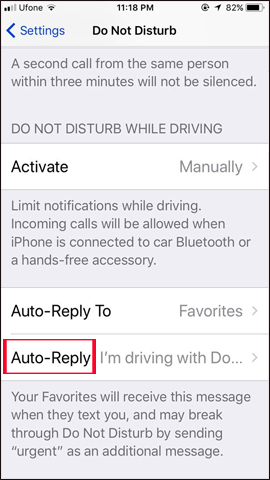 Ufone 11:18 PM 82%
Settings Do Not Disturb
A second call from the same person
within three minutes will not be silenced.
DO NOT DISTURB WHILE DRIVING
Activate Manually
Limit notifications while driving.
Incoming calls will be allowed when
iPhone is connected to car Bluetooth or
a hands-free accessory.
Auto-Reply To Favorites
Auto-Reply I'm driving with Do...
Your Favorites will receive this message
when they text you, and may break
through Do Not Disturb by sending
“urgent” as an additional message.